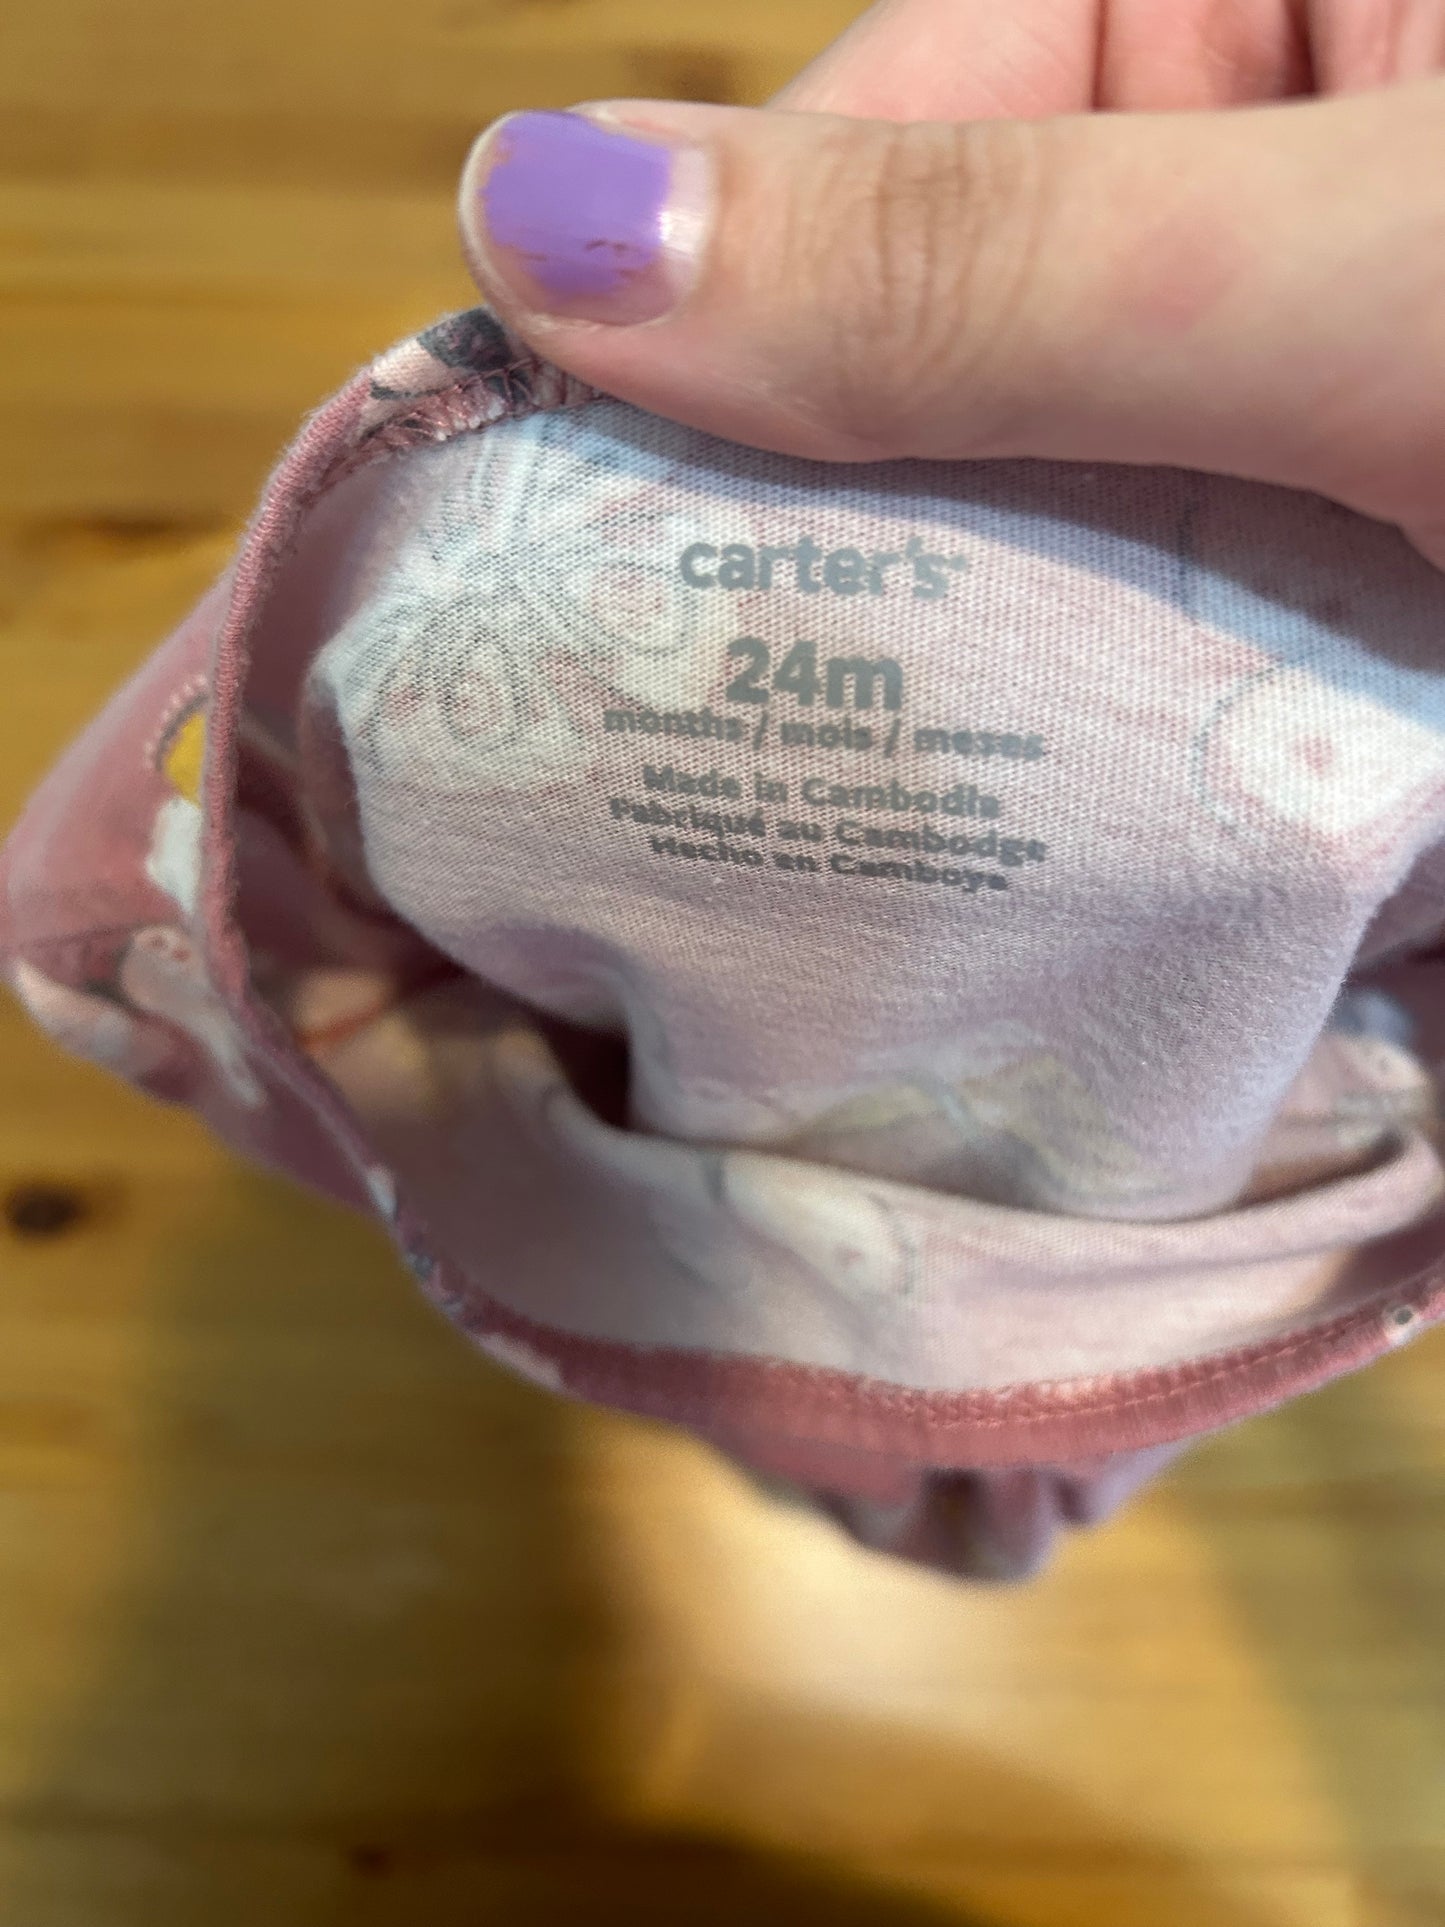 carter's
24m
months / mois / meses
Made in Cambodia
Fabriqué au Cambodge
Hecho en Camboya